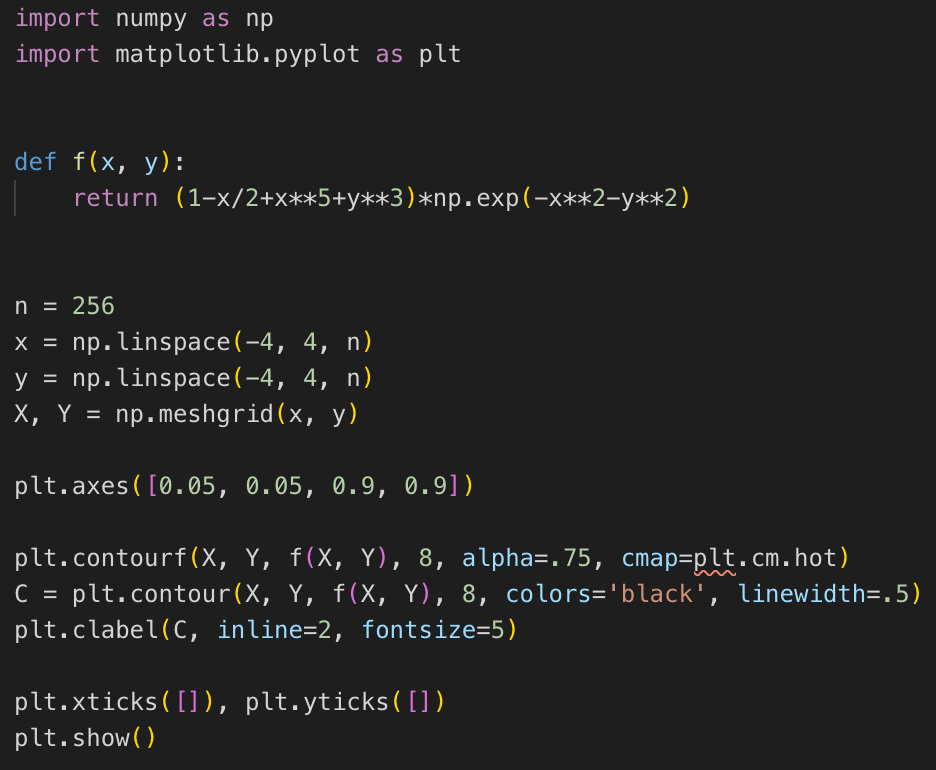 import numpy as np
import matplotlib.pyplot as plt
def f(x, y):
    return (1-x/2+x**5+y**3)*np.exp(-x**2-y**2)
n = 256
x = np.linspace(-4, 4, n)
y = np.linspace(-4, 4, n)
X, Y = np.meshgrid(x, y)
plt.axes([0.05, 0.05, 0.9, 0.9])
plt.contourf(X, Y, f(X, Y), 8, alpha=.75, cmap=plt.cm.hot)
C = plt.contour(X, Y, f(X, Y), 8, colors='black', linewidth=.5)
plt.clabel(C, inline=2, fontsize=5)
plt.xticks([]), plt.yticks([])
plt.show()